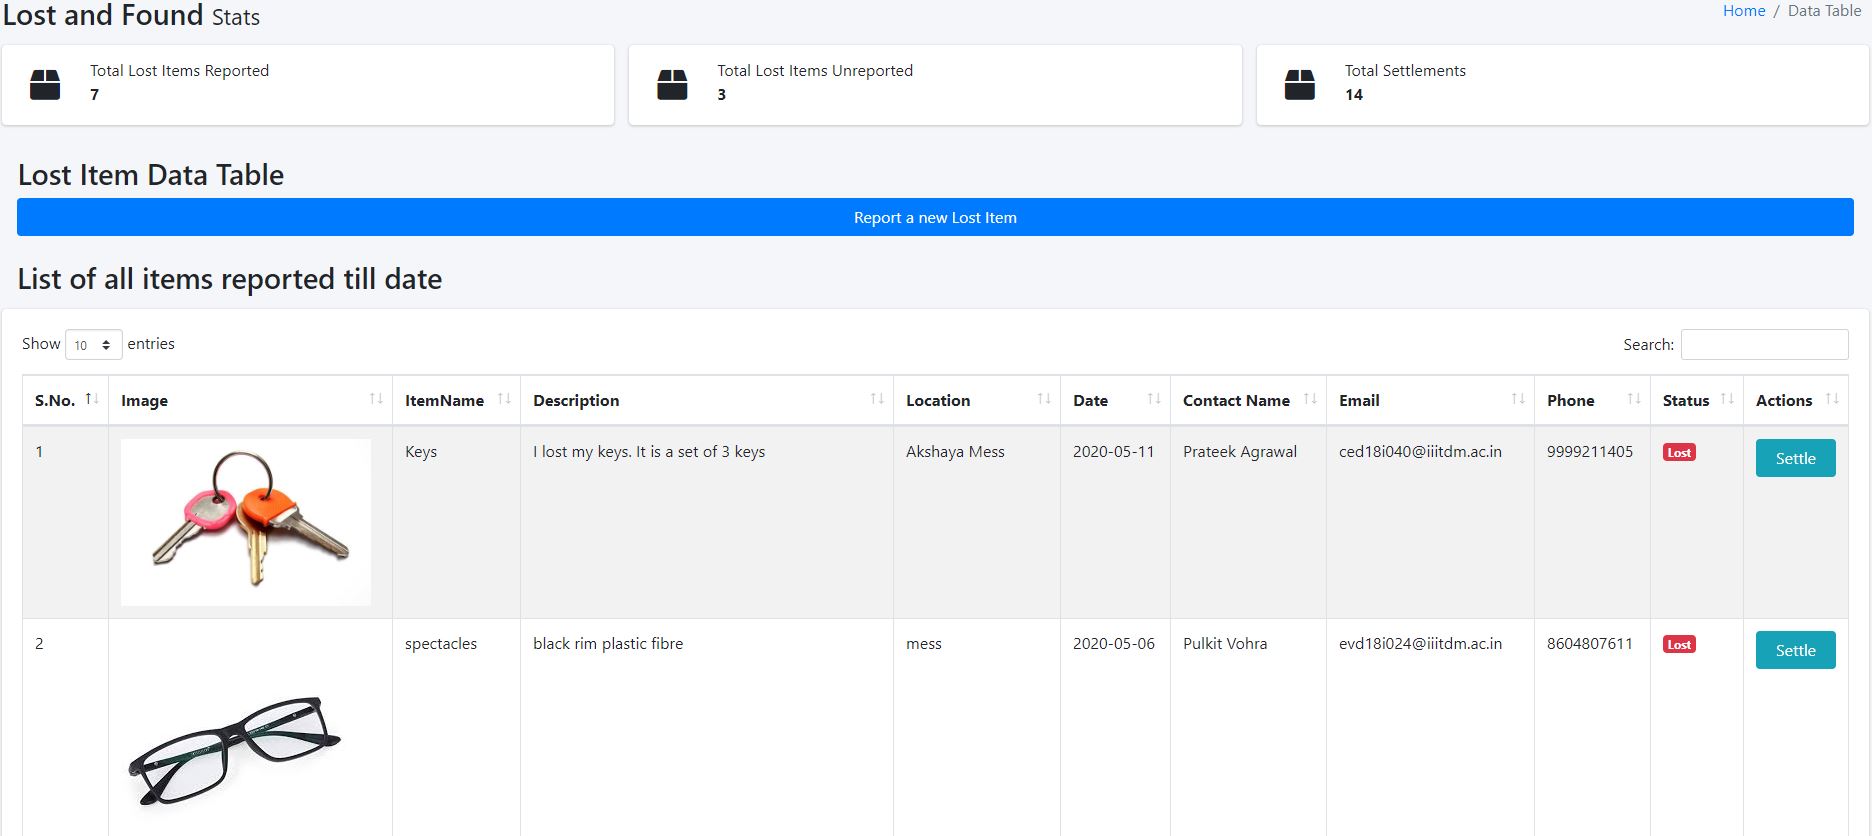 Lost and Found Stats
Home / Data Table
Total Lost Items Reported
7
Total Lost Items Unreported
3
Total Settlements
14
Lost Item Data Table
Report a new Lost Item
List of all items reported till date
Show 10 entries
Search:
S.No. Image ItemName Description Location Date Contact Name Email Phone Status Actions
1 Keys I lost my keys. It is a set of 3 keys Akshaya Mess 2020-05-11 Prateek Agrawal ced18i040@iiitdm.ac.in 9999211405 Lost Settle
2 spectacles black rim plastic fibre mess 2020-05-06 Pulkit Vohra evd18i024@iiitdm.ac.in 8604807611 Lost Settle